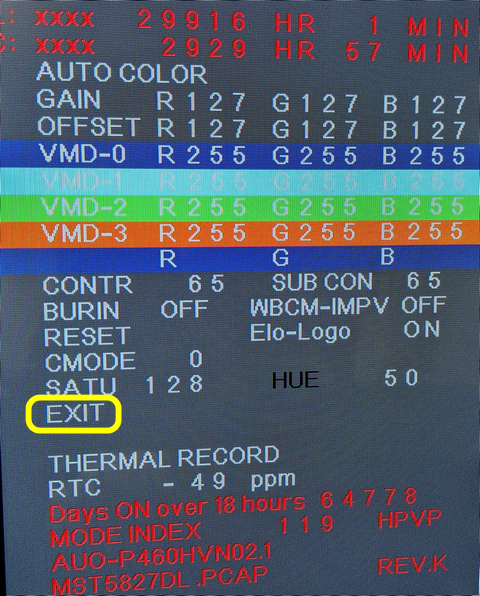 : XXXX 29916 HR 1 MIN
: XXXX 2929 HR 57 MIN
AUTO COLOR
GAIN R127 G127 B127
OFFSET R127 G127 B127
VMD-0 R255 G255 B255
VMD-1 R255 G255 B255
VMD-2 R255 G255 B255
VMD-3 R255 G255 B255
R G B
CONTR 65 SUB CON 65
BURIN OFF WBCM-IMPV OFF
RESET Elo-Logo ON
CMODE 0
SATU 128 HUE 50
EXIT
THERMAL RECORD
RTC -49 ppm
Days ON over 18 hours 64778
MODE INDEX 119 HPVP
AUO-P460HVN02.1
MST5827DL .PCAP REV.K